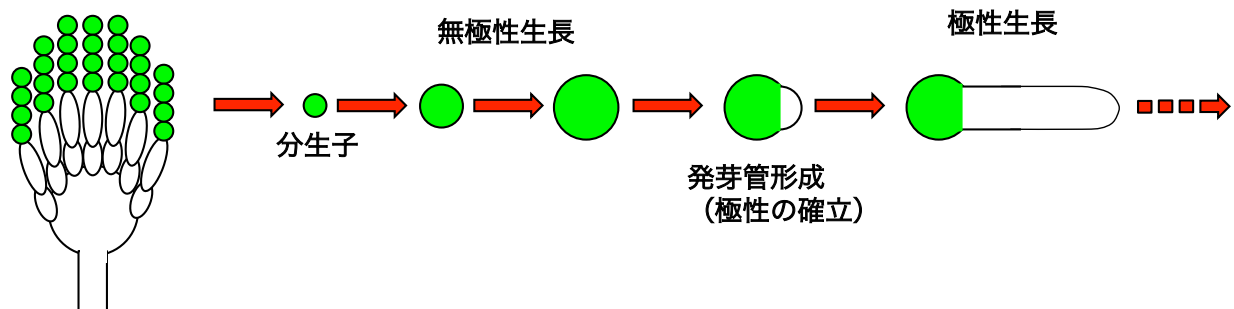 無極性生長
極性生長
分生子
発芽管形成
（極性の確立）